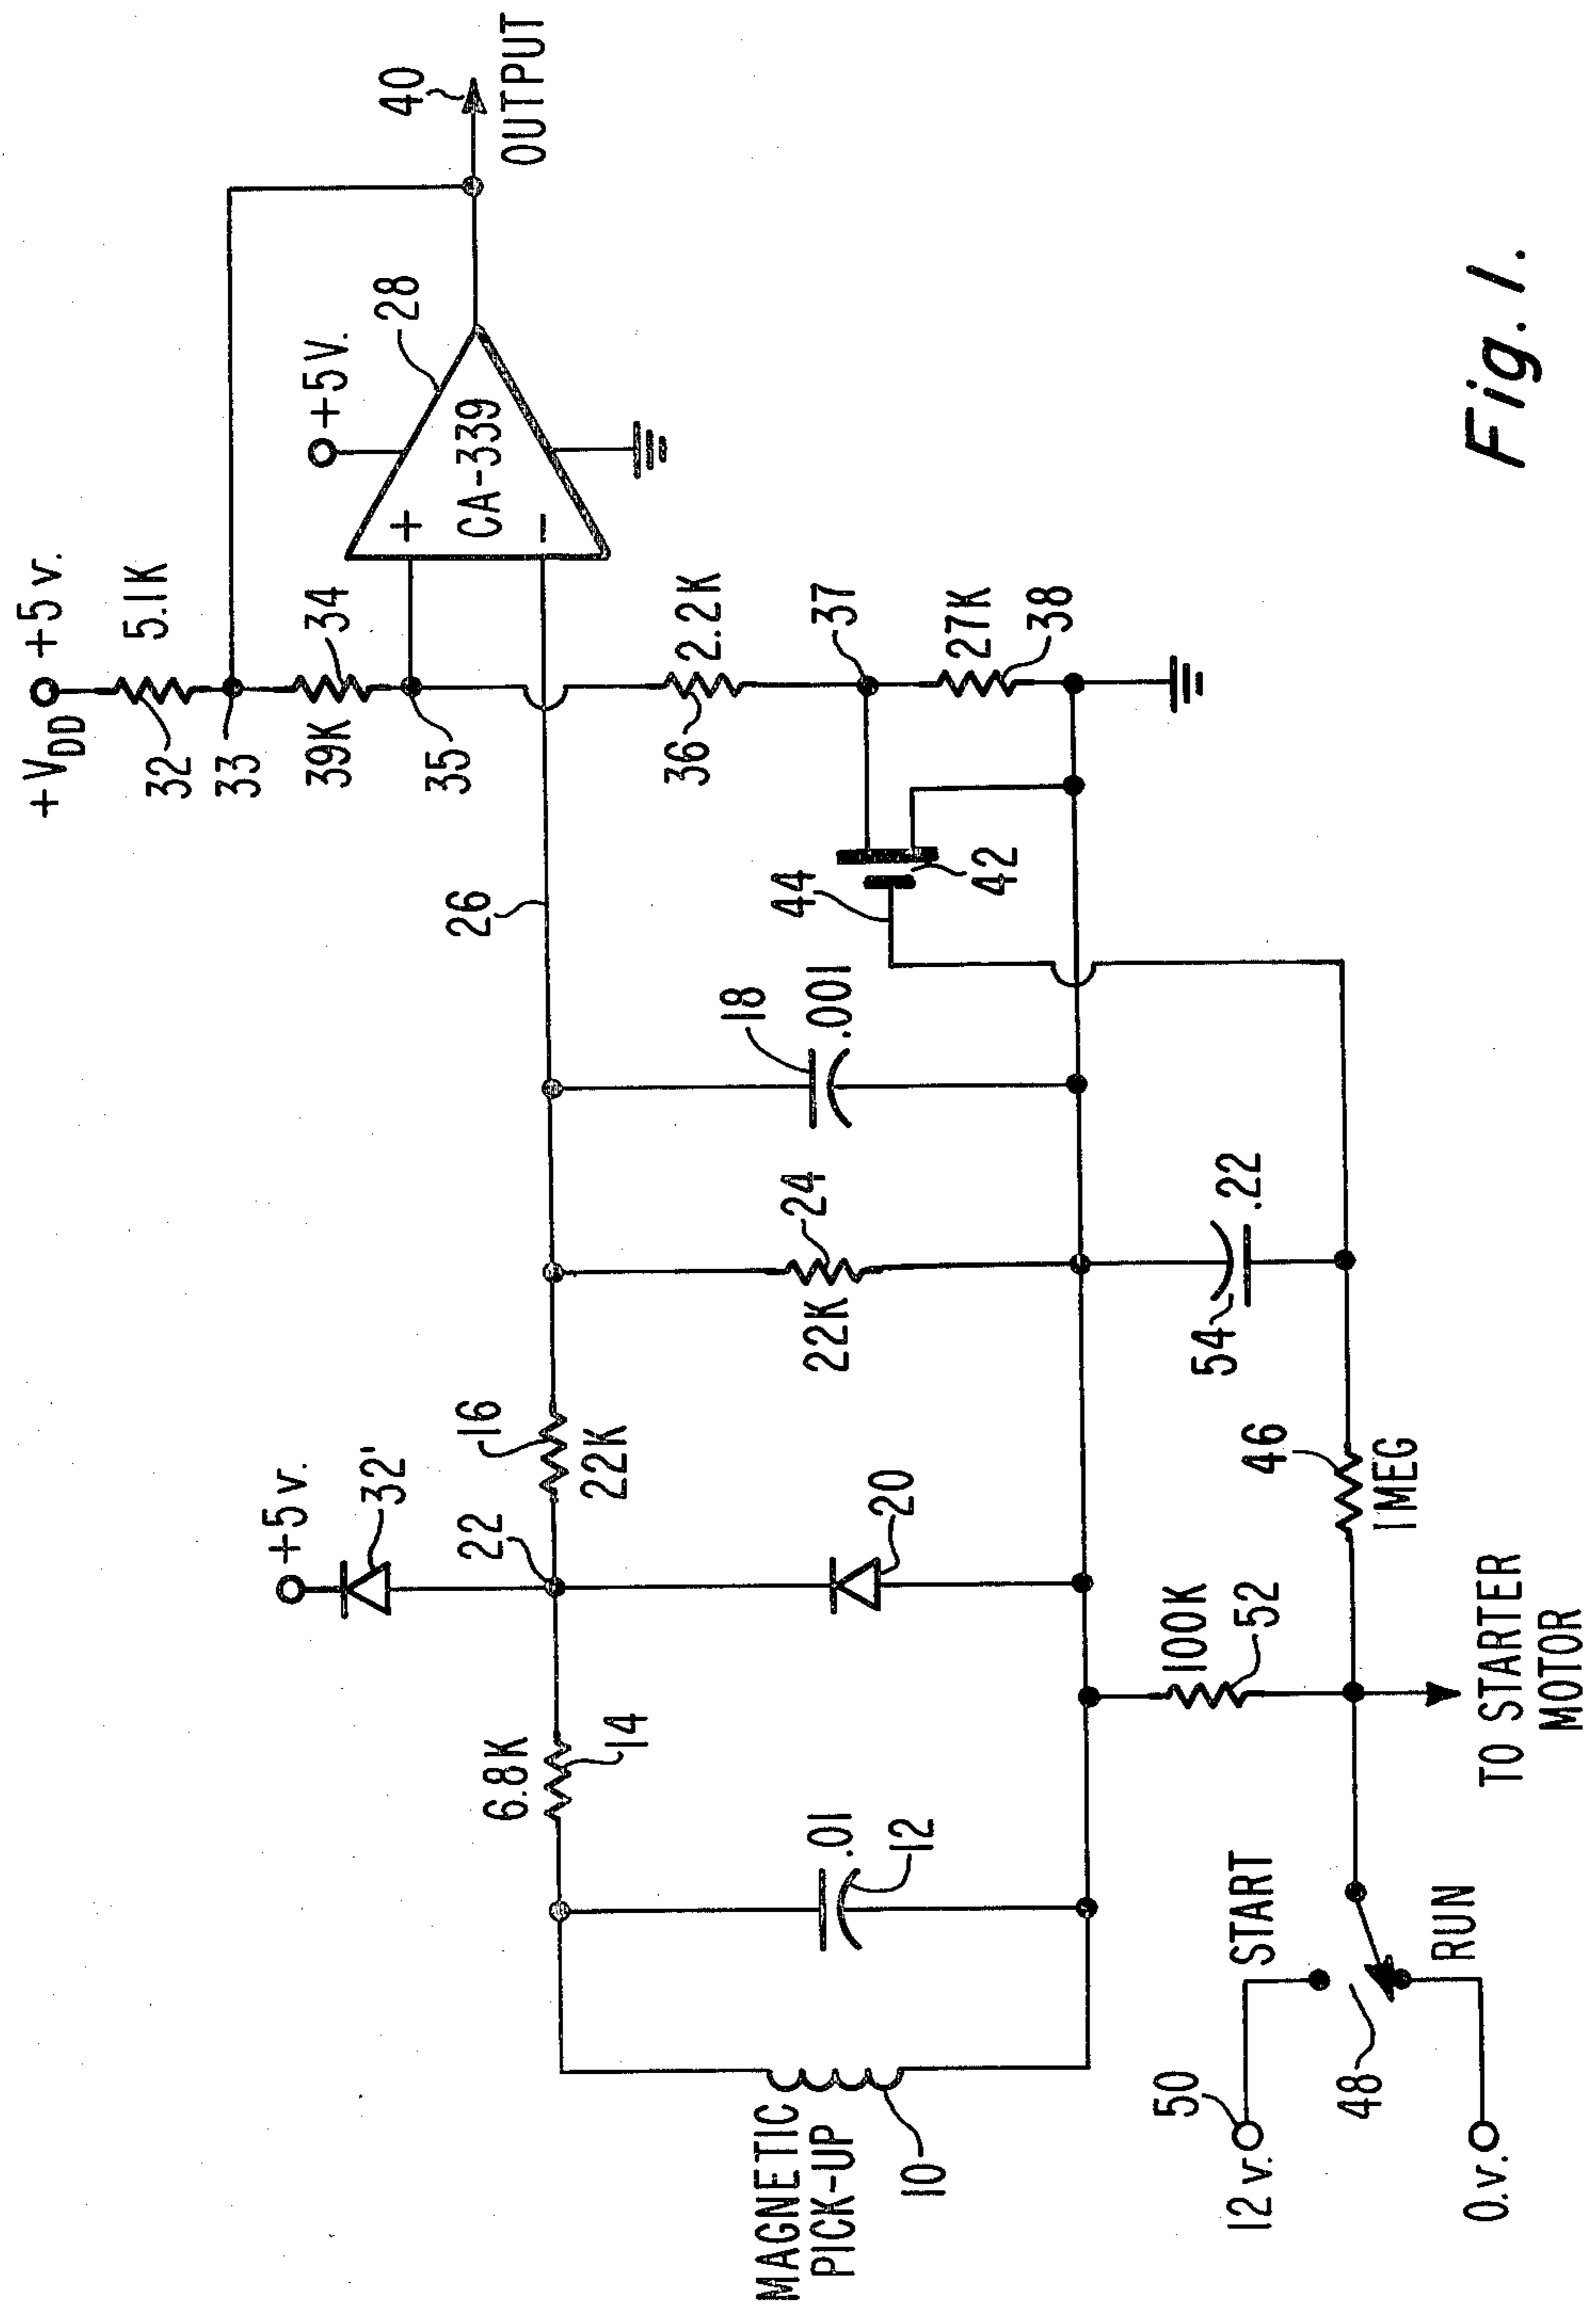 +VDD +5 v.
32
5.1K
33
39K
34
35
+5V.
28
+
CA-339
−
40
OUTPUT
26
36
2.2K
37
27K
38
+5 v.
32'
22
16
22K
6.8K
14
20
22K
24
18
.001
44
42
MAGNETIC
PICK-UP
10
.01
12
100K
52
54
.22
46
1MEG
START
50
12 v.
48
RUN
0.v.
TO STARTER
MOTOR
Fig. 1.